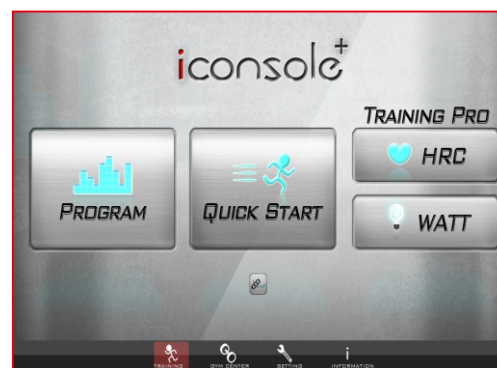 iconsole+
TRAINING PRO
PROGRAM
QUICK START
HRC
WATT
TRAINING
GYM CENTER
SETTING
INFORMATION